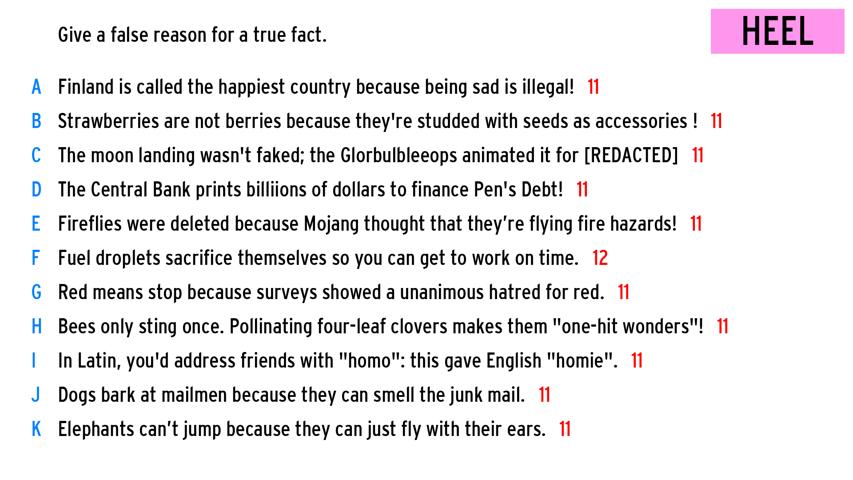 Give a false reason for a true fact.
HEEL
A Finland is called the happiest country because being sad is illegal! 11
B Strawberries are not berries because they're studded with seeds as accessories ! 11
C The moon landing wasn't faked; the Glorbulbleeops animated it for [REDACTED] 11
D The Central Bank prints billiions of dollars to finance Pen's Debt! 11
E Fireflies were deleted because Mojang thought that they’re flying fire hazards! 11
F Fuel droplets sacrifice themselves so you can get to work on time. 12
G Red means stop because surveys showed a unanimous hatred for red. 11
H Bees only sting once. Pollinating four-leaf clovers makes them "one-hit wonders"! 11
I In Latin, you'd address friends with "homo": this gave English "homie". 11
J Dogs bark at mailmen because they can smell the junk mail. 11
K Elephants can’t jump because they can just fly with their ears. 11